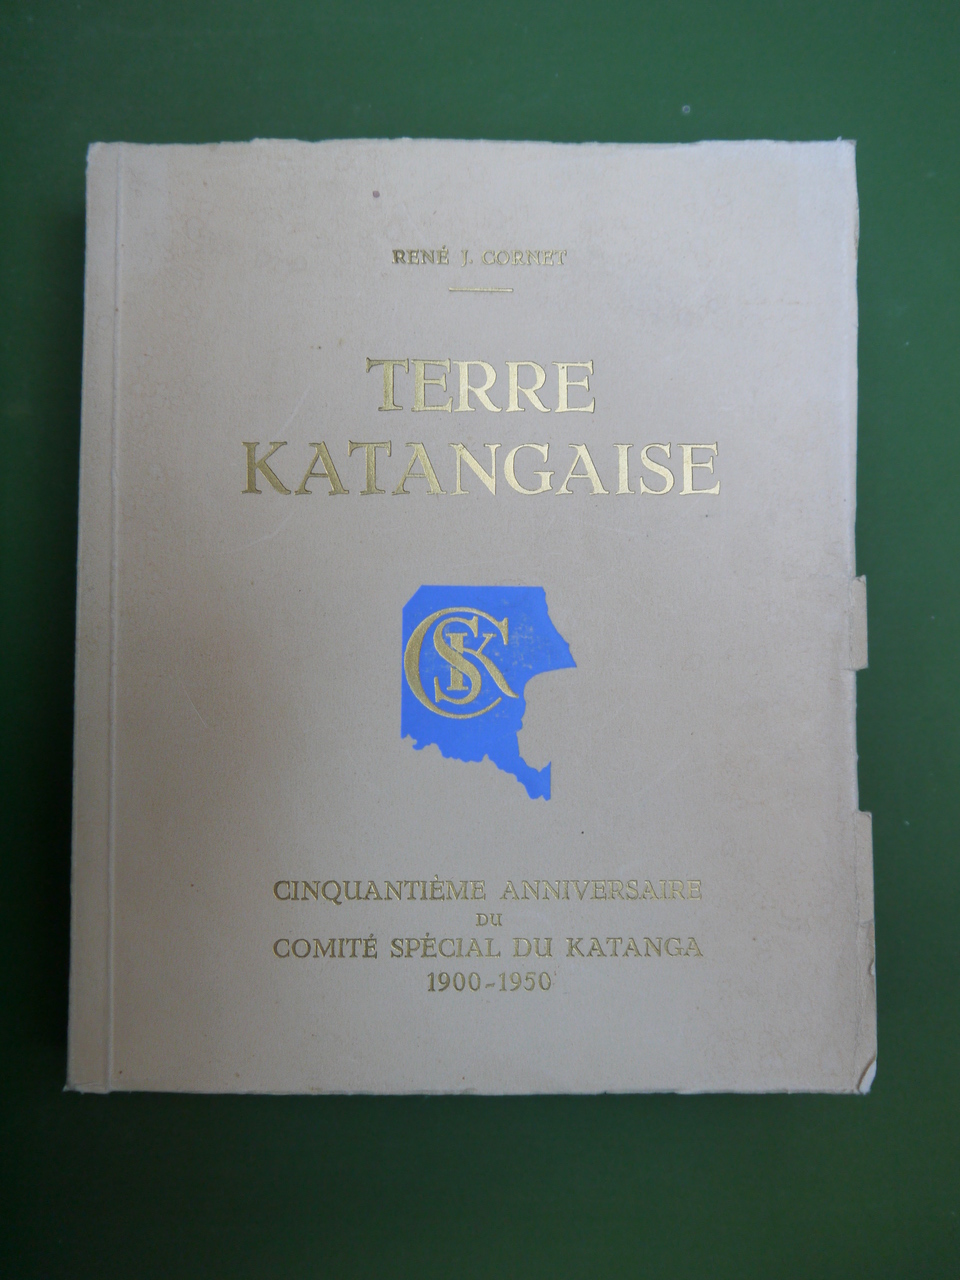 RENÉ J. CORNET
TERRE
KATANGAISE
CSK
CINQUANTIÈME ANNIVERSAIRE
DU
COMITÉ SPÉCIAL DU KATANGA
1900-1950